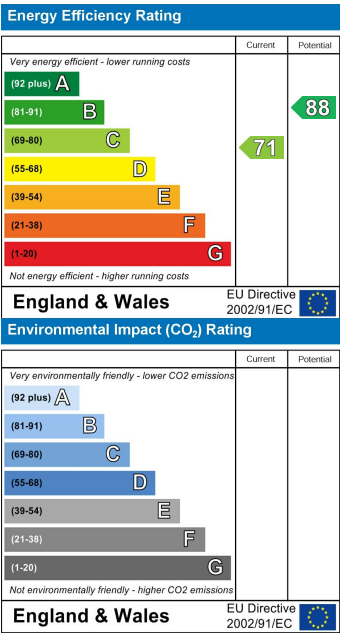 Energy Efficiency Rating
Current Potential
Very energy efficient - lower running costs
(92 plus) A
(81-91) B
88
(69-80) C
71
(55-68) D
(39-54) E
(21-38) F
(1-20) G
Not energy efficient - higher running costs
England & Wales
EU Directive
2002/91/EC
Environmental Impact (CO₂) Rating
Current Potential
Very environmentally friendly - lower CO2 emissions
(92 plus) A
(81-91) B
(69-80) C
(55-68) D
(39-54) E
(21-38) F
(1-20) G
Not environmentally friendly - higher CO2 emissions
England & Wales
EU Directive
2002/91/EC